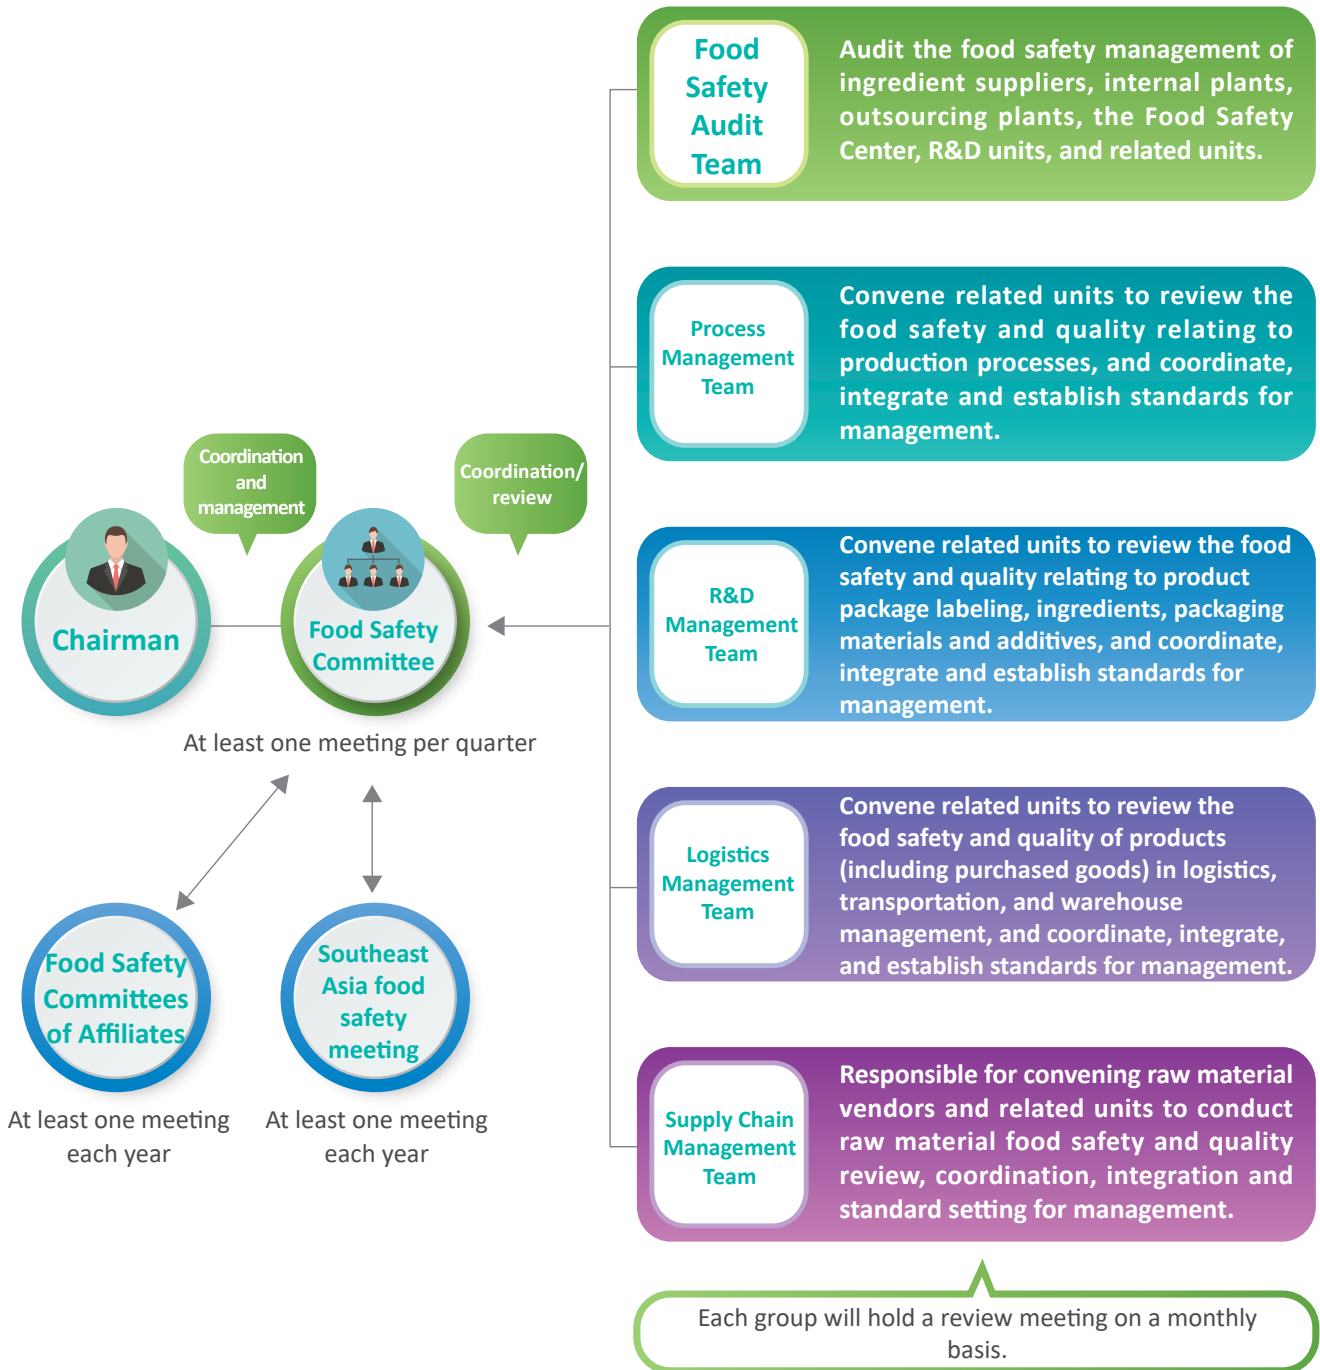 Food
Safety
Audit
Team
Audit the food safety management of
ingredient suppliers, internal plants,
outsourcing plants, the Food Safety
Center, R&D units, and related units.
Process
Management
Team
Convene related units to review the
food safety and quality relating to
production processes, and coordinate,
integrate and establish standards for
management.
Coordination
and
management
Coordination/
review
Chairman
Food Safety
Committee
At least one meeting per quarter
R&D
Management
Team
Convene related units to review the food
safety and quality relating to product
package labeling, ingredients, packaging
materials and additives, and coordinate,
integrate and establish standards for
management.
Logistics
Management
Team
Convene related units to review the
food safety and quality of products
(including purchased goods) in logistics,
transportation, and warehouse
management, and coordinate, integrate,
and establish standards for management.
Food Safety
Committees
of Affiliates
At least one meeting
each year
Southeast
Asia food
safety
meeting
At least one meeting
each year
Supply Chain
Management
Team
Responsible for convening raw material
vendors and related units to conduct
raw material food safety and quality
review, coordination, integration and
standard setting for management.
Each group will hold a review meeting on a monthly
basis.